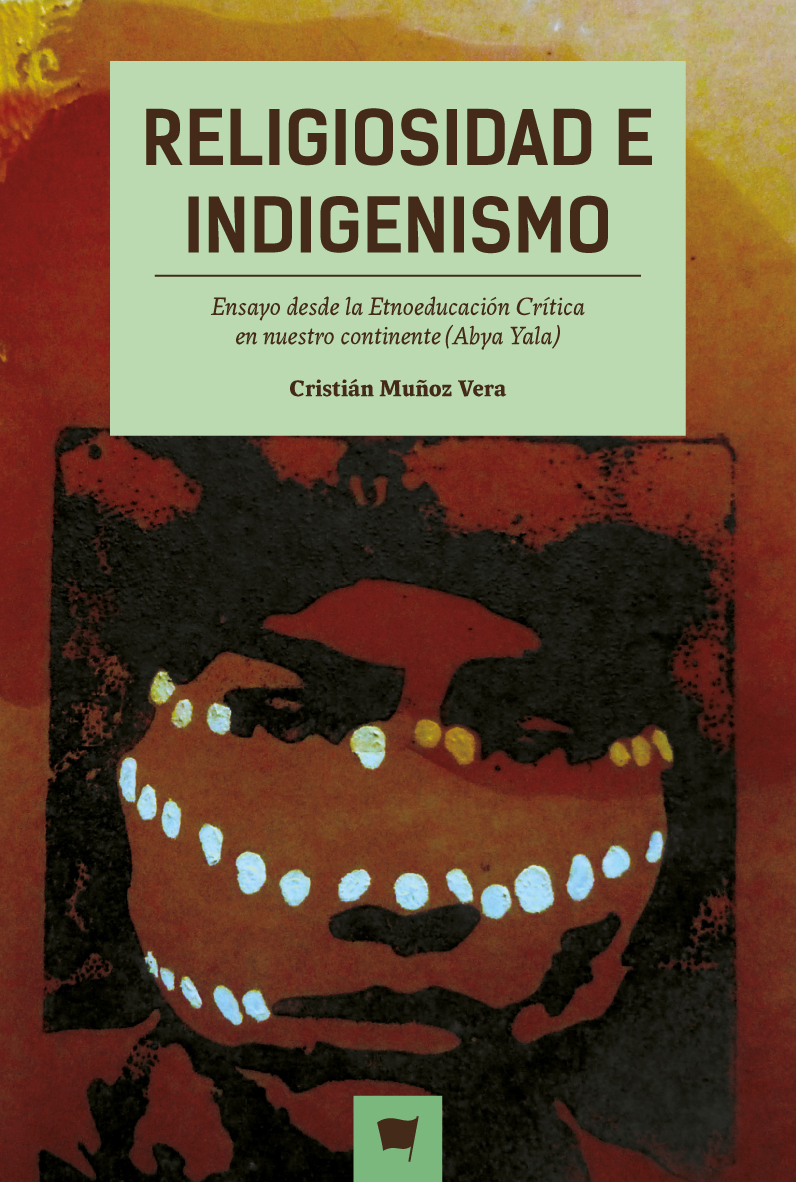 RELIGIOSIDAD E
INDIGENISMO
Ensayo desde la Etnoeducación Crítica
en nuestro continente (Abya Yala)
Cristián Muñoz Vera